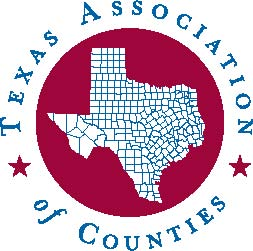 TEXAS ASSOCIATION
of COUNTIES